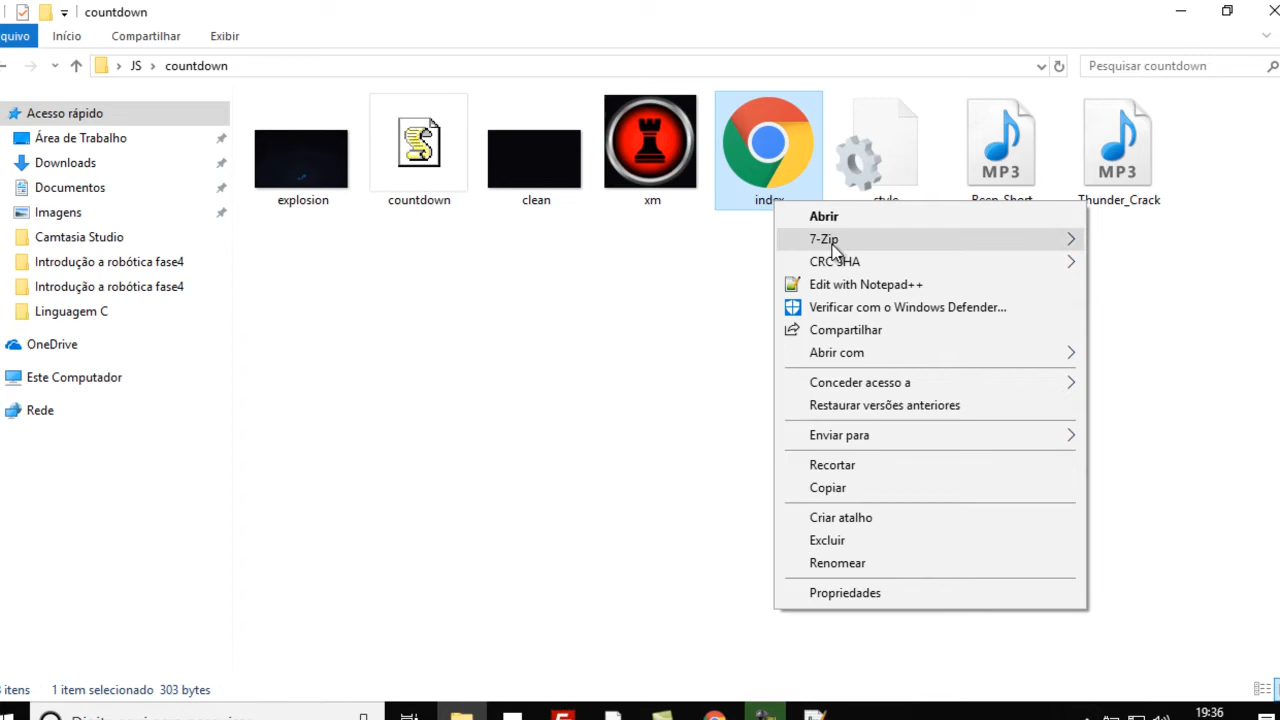 countdown
quivo Início Compartilhar Exibir
JS countdown Pesquisar countdown
Acesso rápido
Área de Trabalho
Downloads
Documentos
Imagens
Camtasia Studio
Introdução a robótica fase4
Introdução a robótica fase4
Linguagem C
OneDrive
Este Computador
Rede
MP3 MP3
explosion countdown clean xm index style Beep_Short Thunder_Crack
Abrir
7-Zip
CRC SHA
Edit with Notepad++
Verificar com o Windows Defender...
Compartilhar
Abrir com
Conceder acesso a
Restaurar versões anteriores
Enviar para
Recortar
Copiar
Criar atalho
Excluir
Renomear
Propriedades
itens 1 item selecionado 303 bytes
19:36